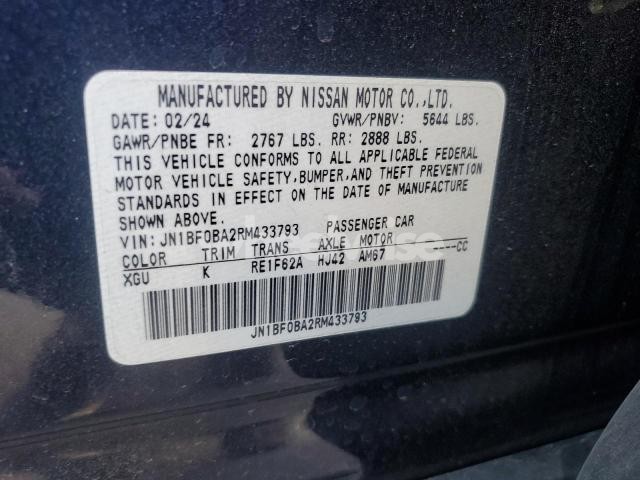 MANUFACTURED BY NISSAN MOTOR CO.,LTD.
DATE: 02/24 GVWR/PNBV: 5644 LBS.
GAWR/PNBE FR: 2767 LBS. RR: 2888 LBS.
THIS VEHICLE CONFORMS TO ALL APPLICABLE FEDERAL
MOTOR VEHICLE SAFETY,BUMPER,AND THEFT PREVENTION
STANDARDS IN EFFECT ON THE DATE OF MANUFACTURE
SHOWN ABOVE.
VIN: JN1BF0BA2RM433793 PASSENGER CAR
COLOR TRIM TRANS AXLE MOTOR
XGU K RE1F62A HJ42 AM67 ----CC
JN1BF0BA2RM433793